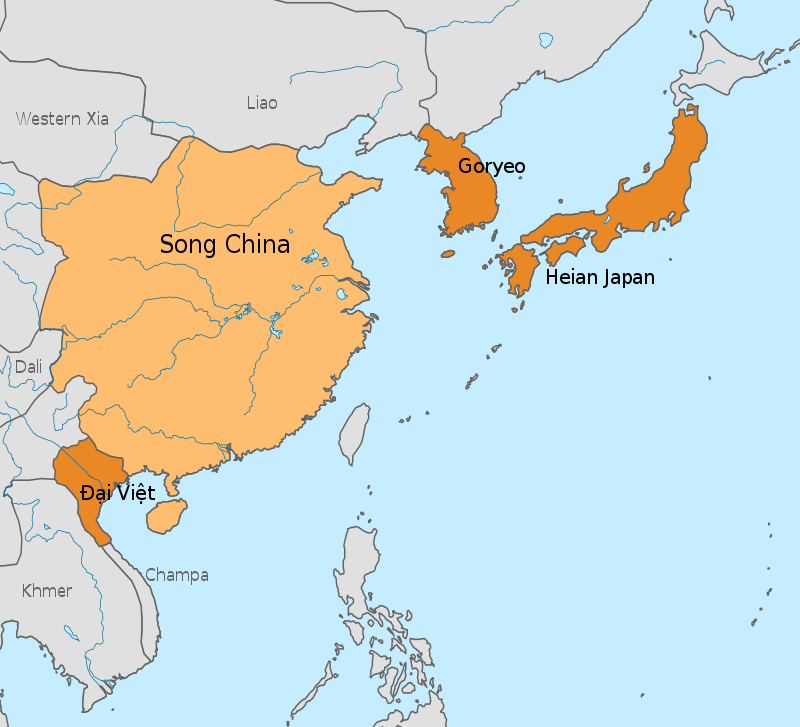 Liao
Western Xia
Goryeo
Song China
Heian Japan
Dali
Đại Việt
Champa
Khmer